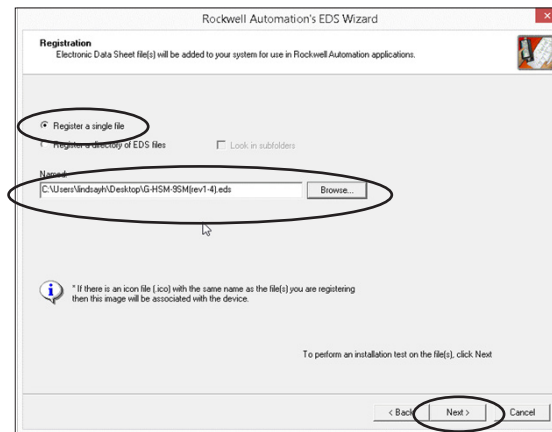 Rockwell Automation's EDS Wizard
Registration
Electronic Data Sheet file(s) will be added to your system for use in Rockwell Automation applications.
Register a single file
Register a directory of EDS files
Look in subfolders
Named:
C:\Users\lindsayh\Desktop\G-HSM-9SM(rev1-4).eds
Browse...
* If there is an icon file (.ico) with the same name as the file(s) you are registering
then this image will be associated with the device.
To perform an installation test on the file(s), click Next
< Back
Next >
Cancel